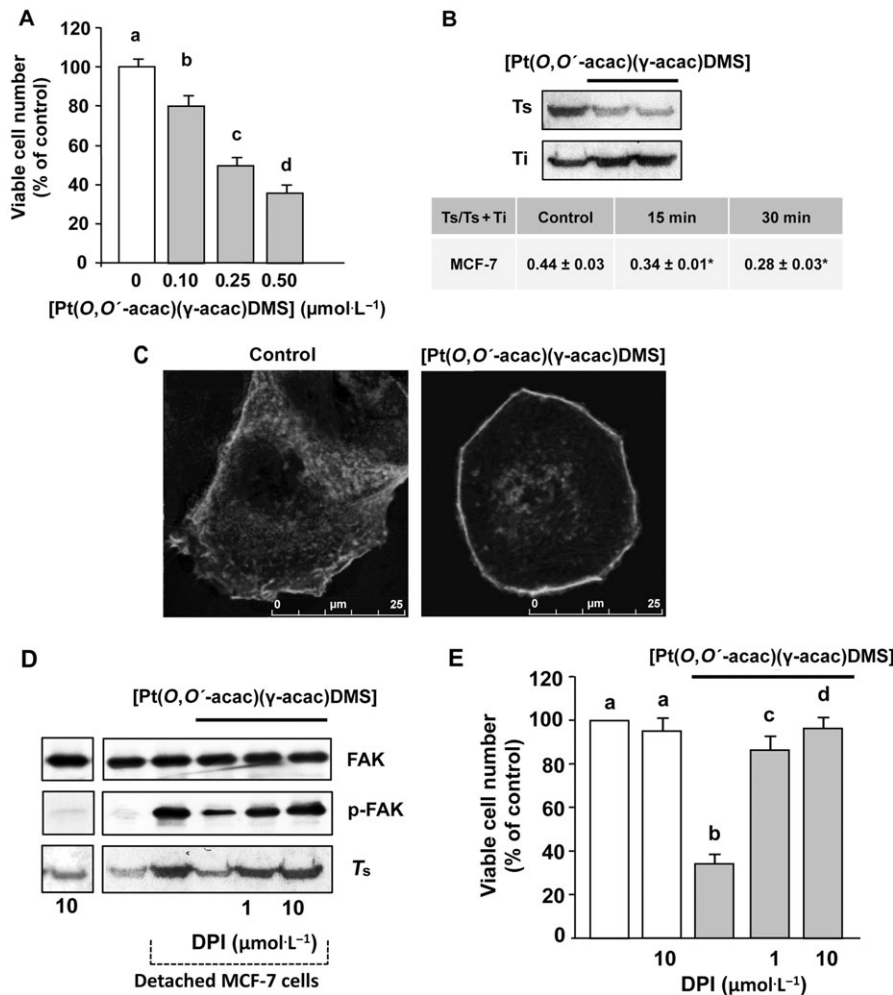 A
120
100
80
60
40
20
0
Viable cell number
(% of control)
a
b
c
d
0 0.10 0.25 0.50
[Pt(O,O´-acac)(γ-acac)DMS] (µmol·L⁻¹)
B
[Pt(O,O´-acac)(γ-acac)DMS]
Ts
Ti
Ts/Ts + Ti Control 15 min 30 min
MCF-7 0.44 ± 0.03 0.34 ± 0.01* 0.28 ± 0.03*
C
Control
[Pt(O,O´-acac)(γ-acac)DMS]
0 µm 25
0 µm 25
D
[Pt(O,O´-acac)(γ-acac)DMS]
FAK
p-FAK
Ts
10 1 10
DPI (µmol·L⁻¹)
Detached MCF-7 cells
E
[Pt(O,O´-acac)(γ-acac)DMS]
120
100
80
60
40
20
0
Viable cell number
(% of control)
a
a
b
c
d
10 1 10
DPI (µmol·L⁻¹)